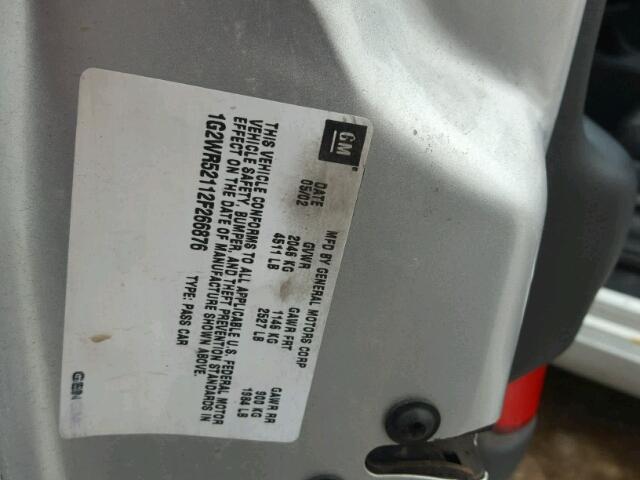 GM
MFD BY GENERAL MOTORS CORP
DATE GVWR GAWR FRT GAWR RR
05/02 2046 KG 1146 KG 900 KG
4511 LB 2527 LB 1984 LB
THIS VEHICLE CONFORMS TO ALL APPLICABLE U.S. FEDERAL MOTOR
VEHICLE SAFETY, BUMPER, AND THEFT PREVENTION STANDARDS IN
EFFECT ON THE DATE OF MANUFACTURE SHOWN ABOVE.
1G2WR52112F266876 TYPE: PASS CAR